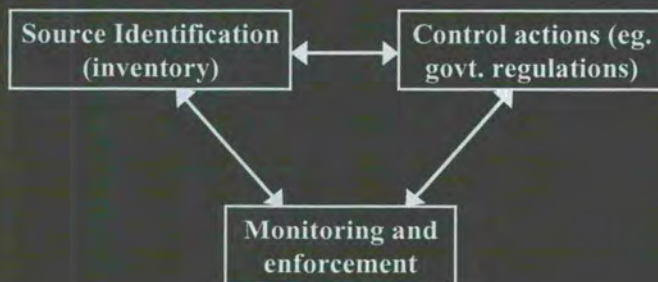 Source Identification
(inventory)
Control actions (eg.
govt. regulations)
Monitoring and
enforcement